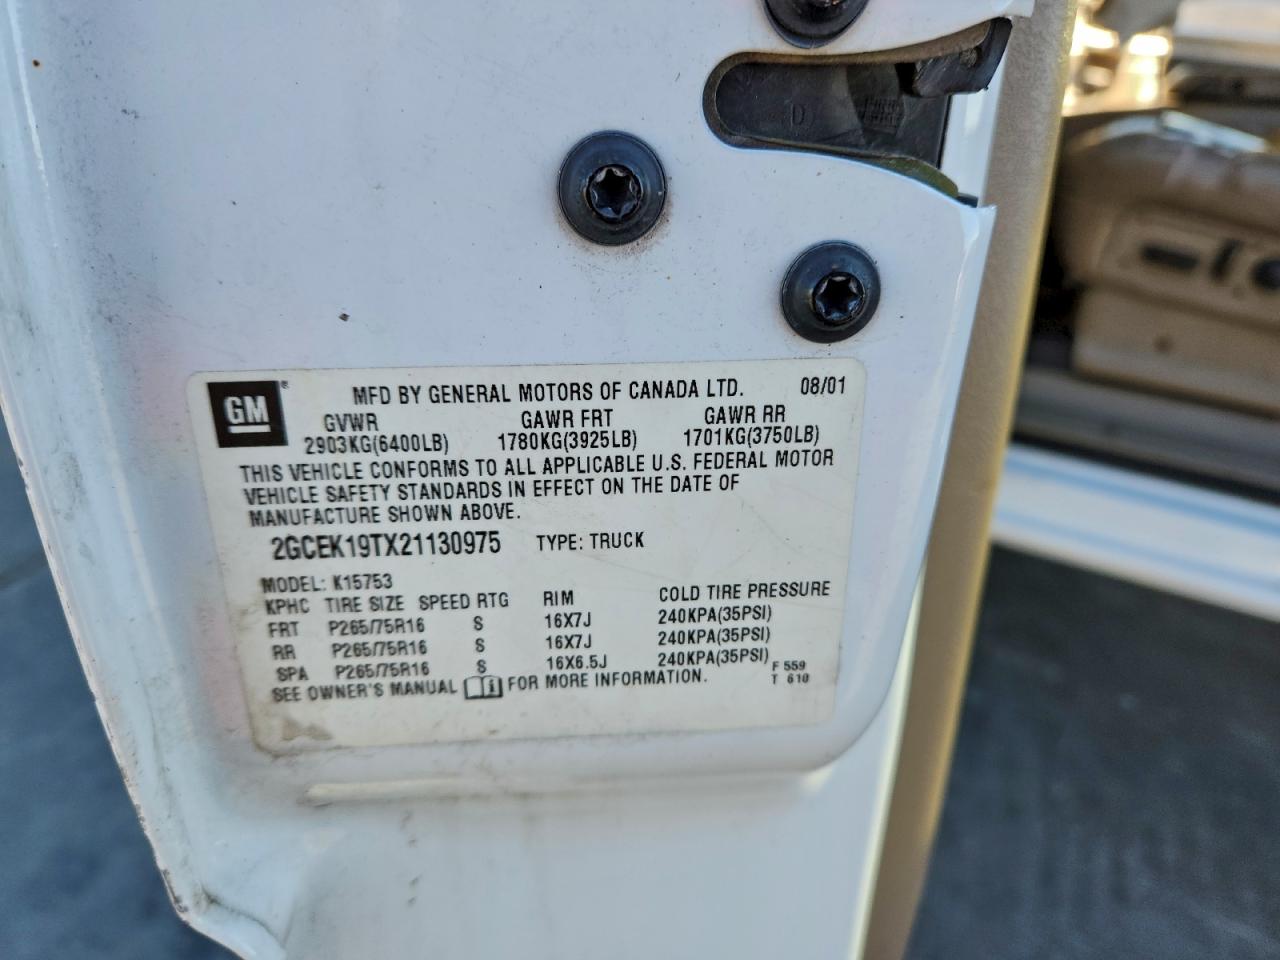 D
GM ® MFD BY GENERAL MOTORS OF CANADA LTD. 08/01
GVWR GAWR FRT GAWR RR
2903KG(6400LB) 1780KG(3925LB) 1701KG(3750LB)
THIS VEHICLE CONFORMS TO ALL APPLICABLE U.S. FEDERAL MOTOR
VEHICLE SAFETY STANDARDS IN EFFECT ON THE DATE OF
MANUFACTURE SHOWN ABOVE.
2GCEK19TX21130975 TYPE: TRUCK
MODEL: K15753
KPHC TIRE SIZE SPEED RTG RIM COLD TIRE PRESSURE
FRT P265/75R16 S 16X7J 240KPA(35PSI)
RR P265/75R16 S 16X7J 240KPA(35PSI)
SPA P265/75R16 S 16X6.5J 240KPA(35PSI)
SEE OWNER'S MANUAL FOR MORE INFORMATION.
F 559
T 610